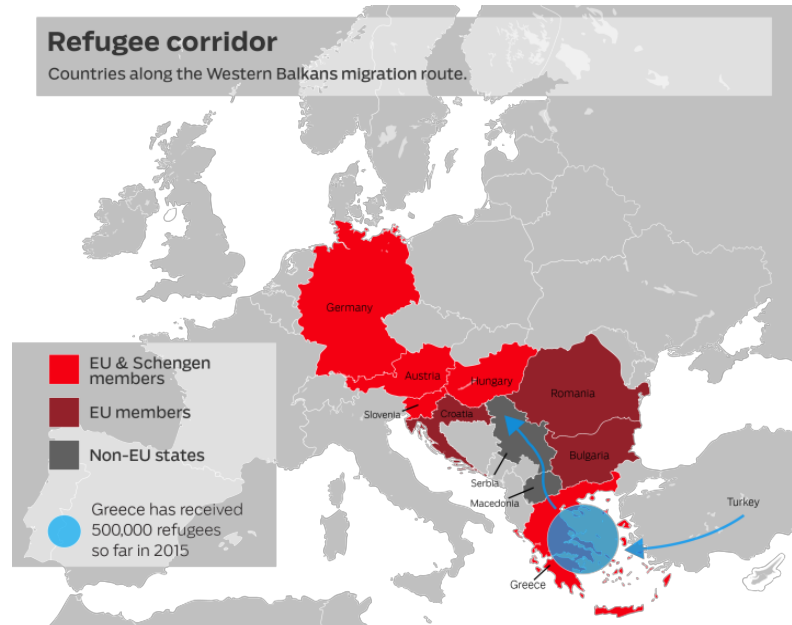 Refugee corridor
Countries along the Western Balkans migration route.
Germany
EU & Schengen
members
EU members
Non-EU states
Greece has received
500,000 refugees
so far in 2015
Austria
Hungary
Slovenia
Croatia
Romania
Bulgaria
Serbia
Macedonia
Turkey
Greece